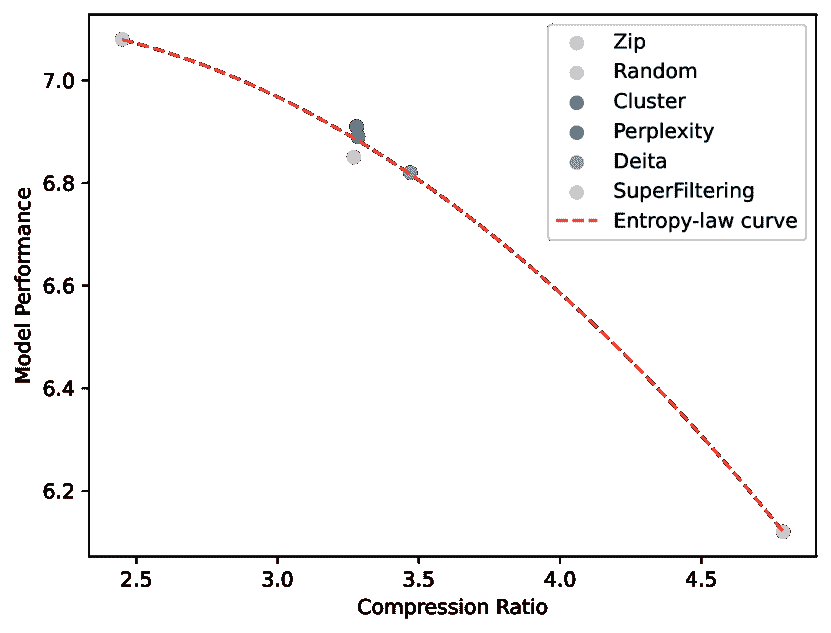 Zip
Random
Cluster
Perplexity
Deita
SuperFiltering
Entropy-law curve
7.0
6.8
6.6
6.4
6.2
Model Performance
2.5 3.0 3.5 4.0 4.5
Compression Ratio